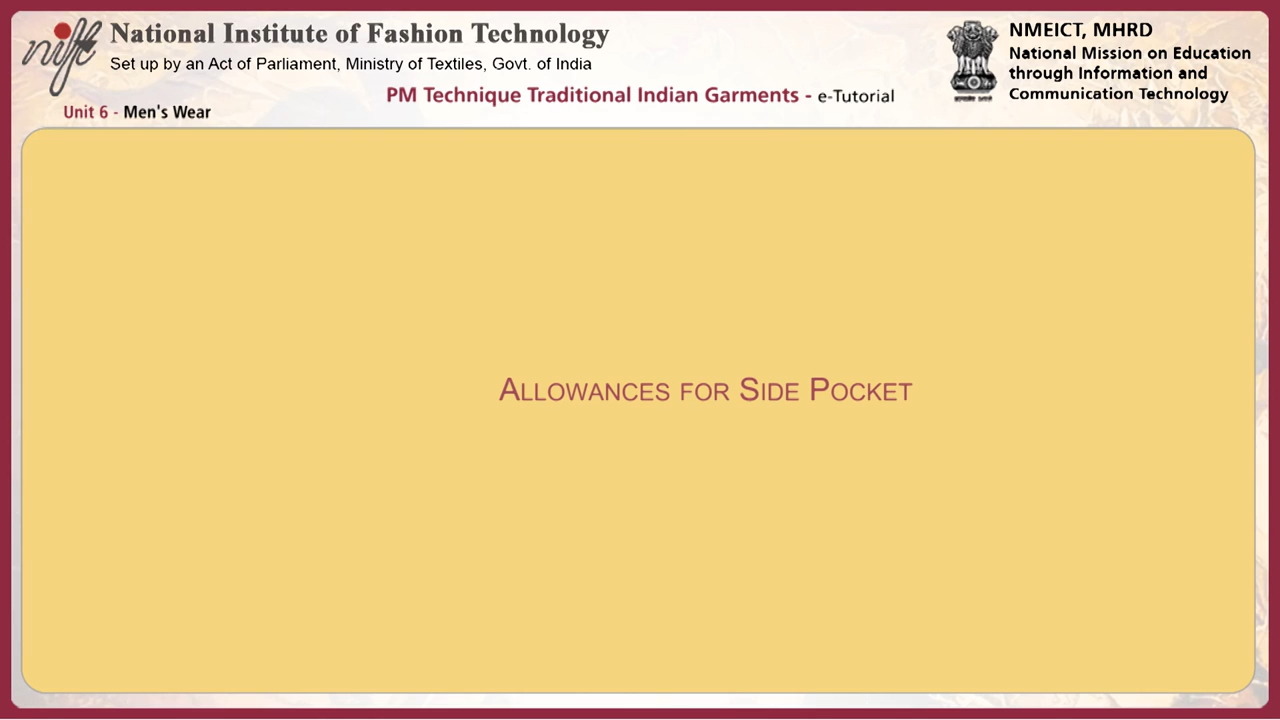 nift
National Institute of Fashion Technology
Set up by an Act of Parliament, Ministry of Textiles, Govt. of India
PM Technique Traditional Indian Garments - e-Tutorial
Unit 6 - Men's Wear
NMEICT, MHRD
National Mission on Education
through Information and
Communication Technology
ALLOWANCES FOR SIDE POCKET